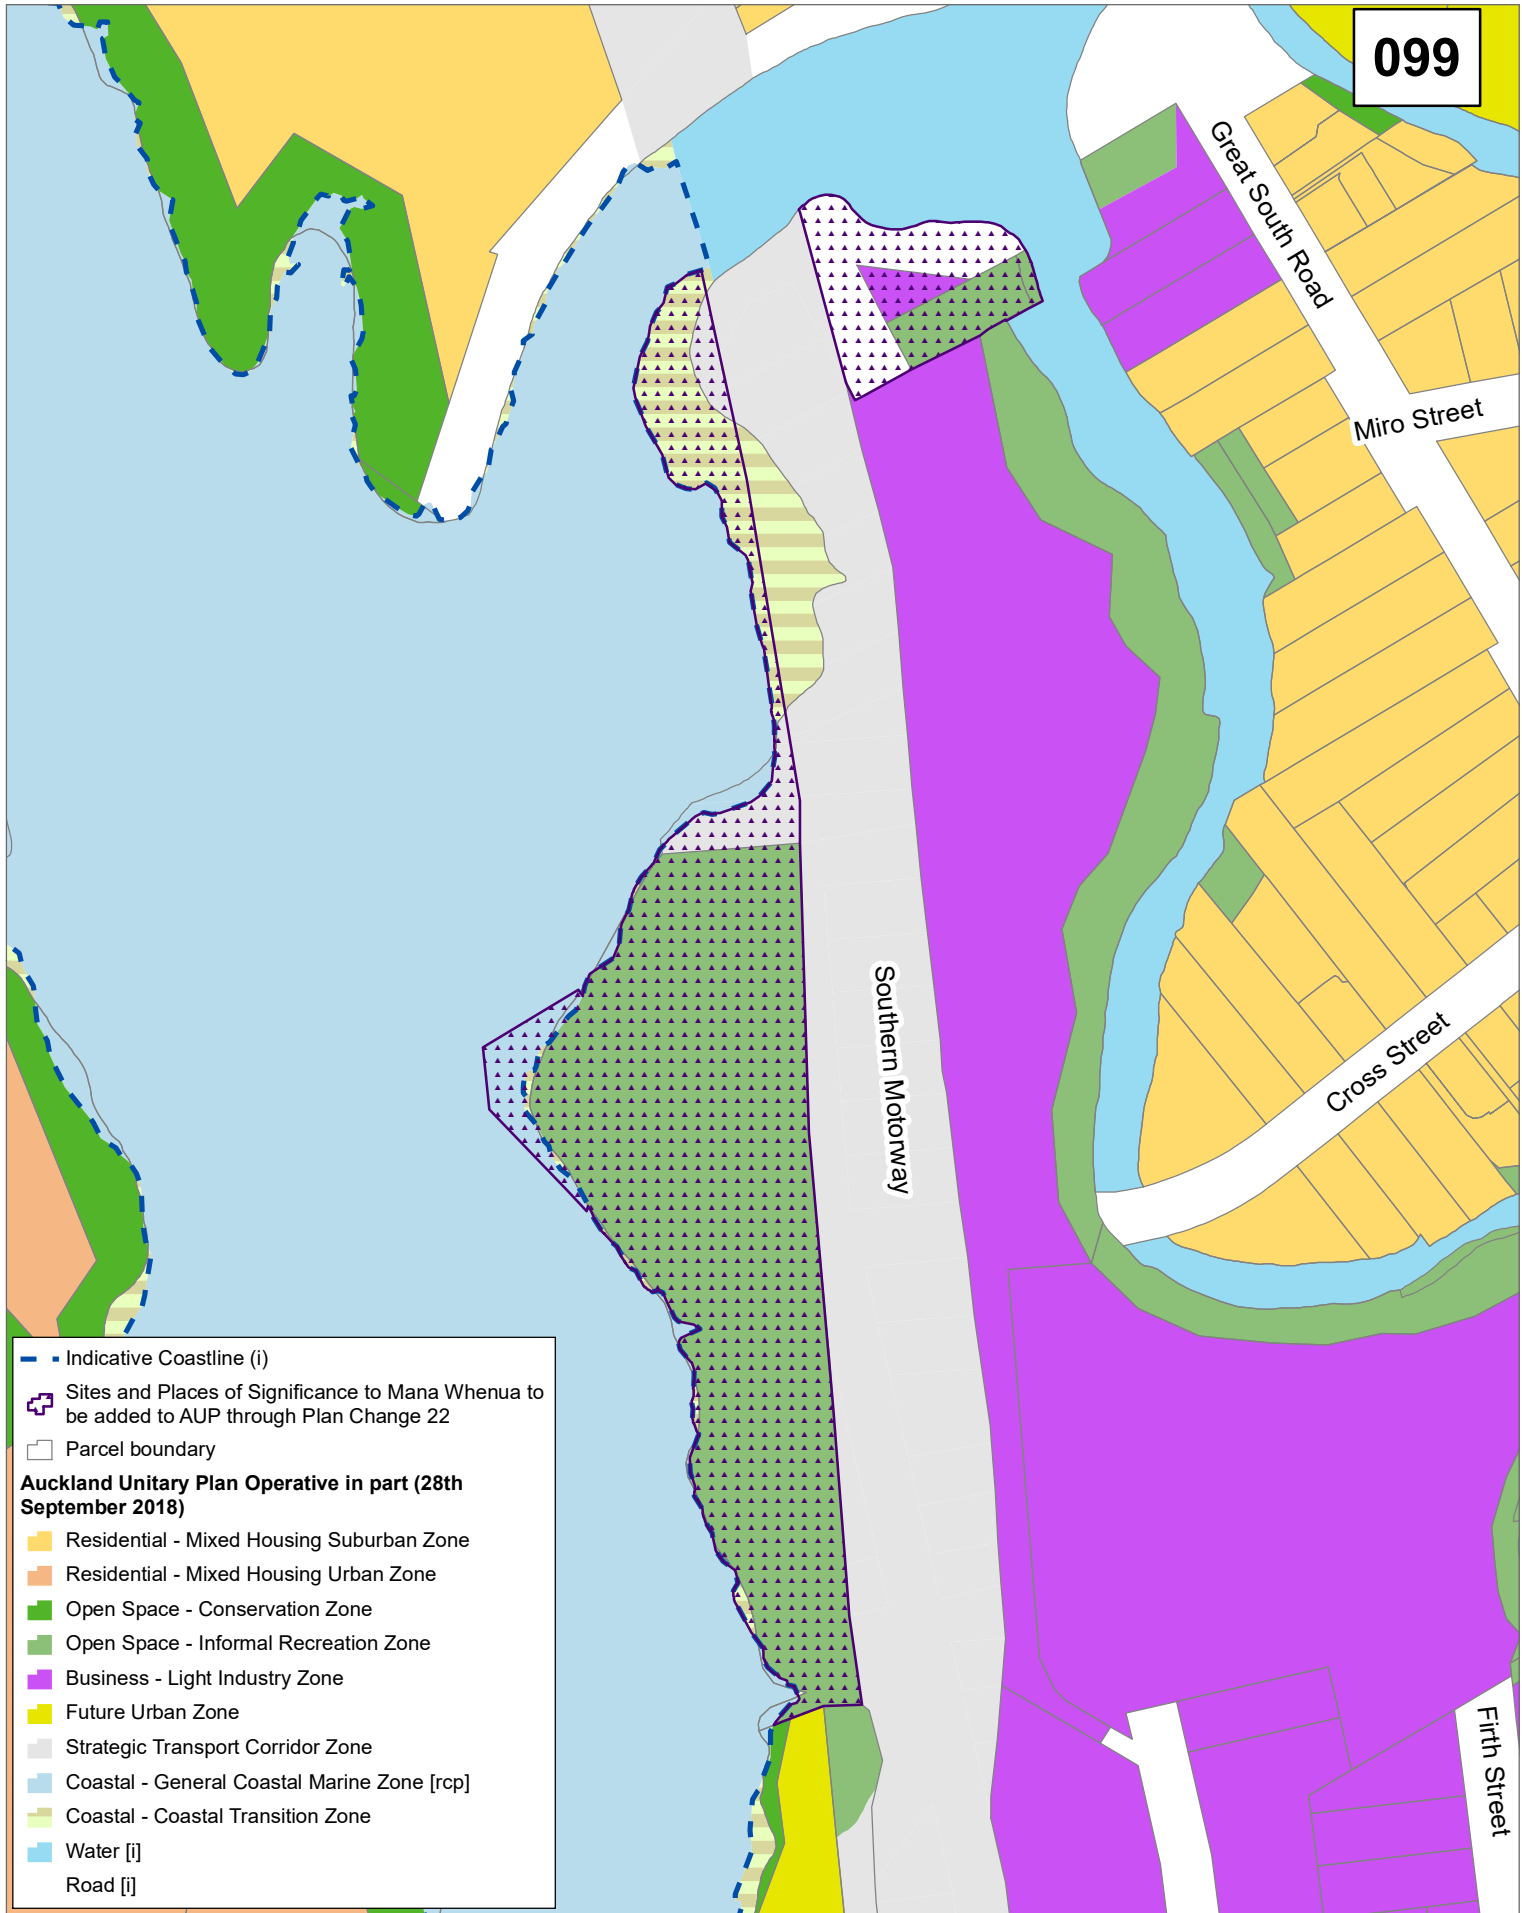 099
Great South Road
Miro Street
Southern Motorway
Cross Street
Firth Street
Indicative Coastline (i)
Sites and Places of Significance to Mana Whenua to
be added to AUP through Plan Change 22
Parcel boundary
Auckland Unitary Plan Operative in part (28th
September 2018)
Residential - Mixed Housing Suburban Zone
Residential - Mixed Housing Urban Zone
Open Space - Conservation Zone
Open Space - Informal Recreation Zone
Business - Light Industry Zone
Future Urban Zone
Strategic Transport Corridor Zone
Coastal - General Coastal Marine Zone [rcp]
Coastal - Coastal Transition Zone
Water [i]
Road [i]